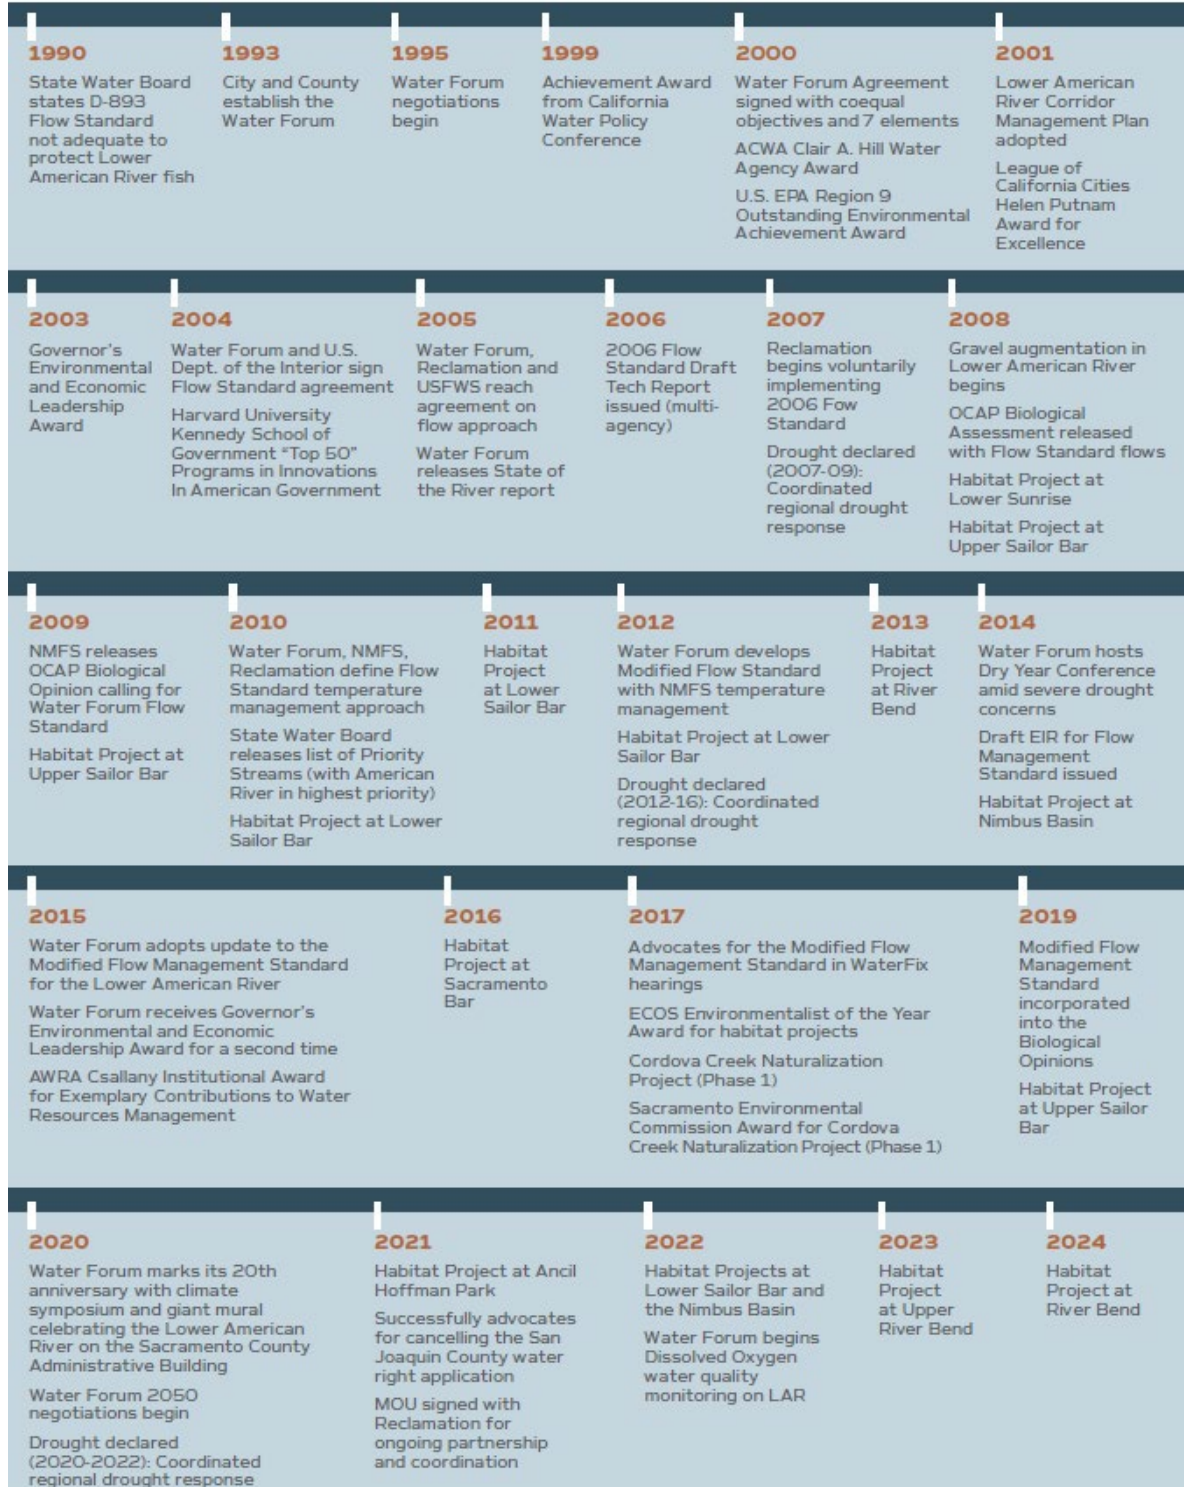 1990
State Water Board
states D-893
Flow Standard
not adequate to
protect Lower
American River fish
1993
City and County
establish the
Water Forum
1995
Water Forum
negotiations
begin
1999
Achievement Award
from California
Water Policy
Conference
2000
Water Forum Agreement
signed with coequal
objectives and 7 elements
ACWA Clair A. Hill Water
Agency Award
U.S. EPA Region 9
Outstanding Environmental
Achievement Award
2001
Lower American
River Corridor
Management Plan
adopted
League of
California Cities
Helen Putnam
Award for
Excellence
2003
Governor's
Environmental
and Economic
Leadership
Award
2004
Water Forum and U.S.
Dept. of the Interior sign
Flow Standard agreement
Harvard University
Kennedy School of
Government "Top 50"
Programs in Innovations
In American Government
2005
Water Forum,
Reclamation and
USFWS reach
agreement on
flow approach
Water Forum
releases State of
the River report
2006
2006 Flow
Standard Draft
Tech Report
issued (multi-
agency)
2007
Reclamation
begins voluntarily
implementing
2006 Fow
Standard
Drought declared
(2007-09):
Coordinated
regional drought
response
2008
Gravel augmentation in
Lower American River
begins
OCAP Biological
Assessment released
with Flow Standard flows
Habitat Project at
Lower Sunrise
Habitat Project at
Upper Sailor Bar
2009
NMFS releases
OCAP Biological
Opinion calling for
Water Forum Flow
Standard
Habitat Project at
Upper Sailor Bar
2010
Water Forum, NMFS,
Reclamation define Flow
Standard temperature
management approach
State Water Board
releases list of Priority
Streams (with American
River in highest priority)
Habitat Project at Lower
Sailor Bar
2011
Habitat
Project
at Lower
Sailor Bar
2012
Water Forum develops
Modified Flow Standard
with NMFS temperature
management
Habitat Project at Lower
Sailor Bar
Drought declared
(2012-16): Coordinated
regional drought
response
2013
Habitat
Project
at River
Bend
2014
Water Forum hosts
Dry Year Conference
amid severe drought
concerns
Draft EIR for Flow
Management
Standard issued
Habitat Project at
Nimbus Basin
2015
Water Forum adopts update to the
Modified Flow Management Standard
for the Lower American River
Water Forum receives Governor's
Environmental and Economic
Leadership Award for a second time
AWRA Csallany Institutional Award
for Exemplary Contributions to Water
Resources Management
2016
Habitat
Project at
Sacramento
Bar
2017
Advocates for the Modified Flow
Management Standard in WaterFix
hearings
ECOS Environmentalist of the Year
Award for habitat projects
Cordova Creek Naturalization
Project (Phase 1)
Sacramento Environmental
Commission Award for Cordova
Creek Naturalization Project (Phase 1)
2019
Modified Flow
Management
Standard
incorporated
into the
Biological
Opinions
Habitat Project
at Upper Sailor
Bar
2020
Water Forum marks its 20th
anniversary with climate
symposium and giant mural
celebrating the Lower American
River on the Sacramento County
Administrative Building
Water Forum 2050
negotiations begin
Drought declared
(2020-2022): Coordinated
regional drought response
2021
Habitat Project at Ancil
Hoffman Park
Successfully advocates
for cancelling the San
Joaquin County water
right application
MOU signed with
Reclamation for
ongoing partnership
and coordination
2022
Habitat Projects at
Lower Sailor Bar and
the Nimbus Basin
Water Forum begins
Dissolved Oxygen
water quality
monitoring on LAR
2023
Habitat
Project
at Upper
River Bend
2024
Habitat
Project at
River Bend